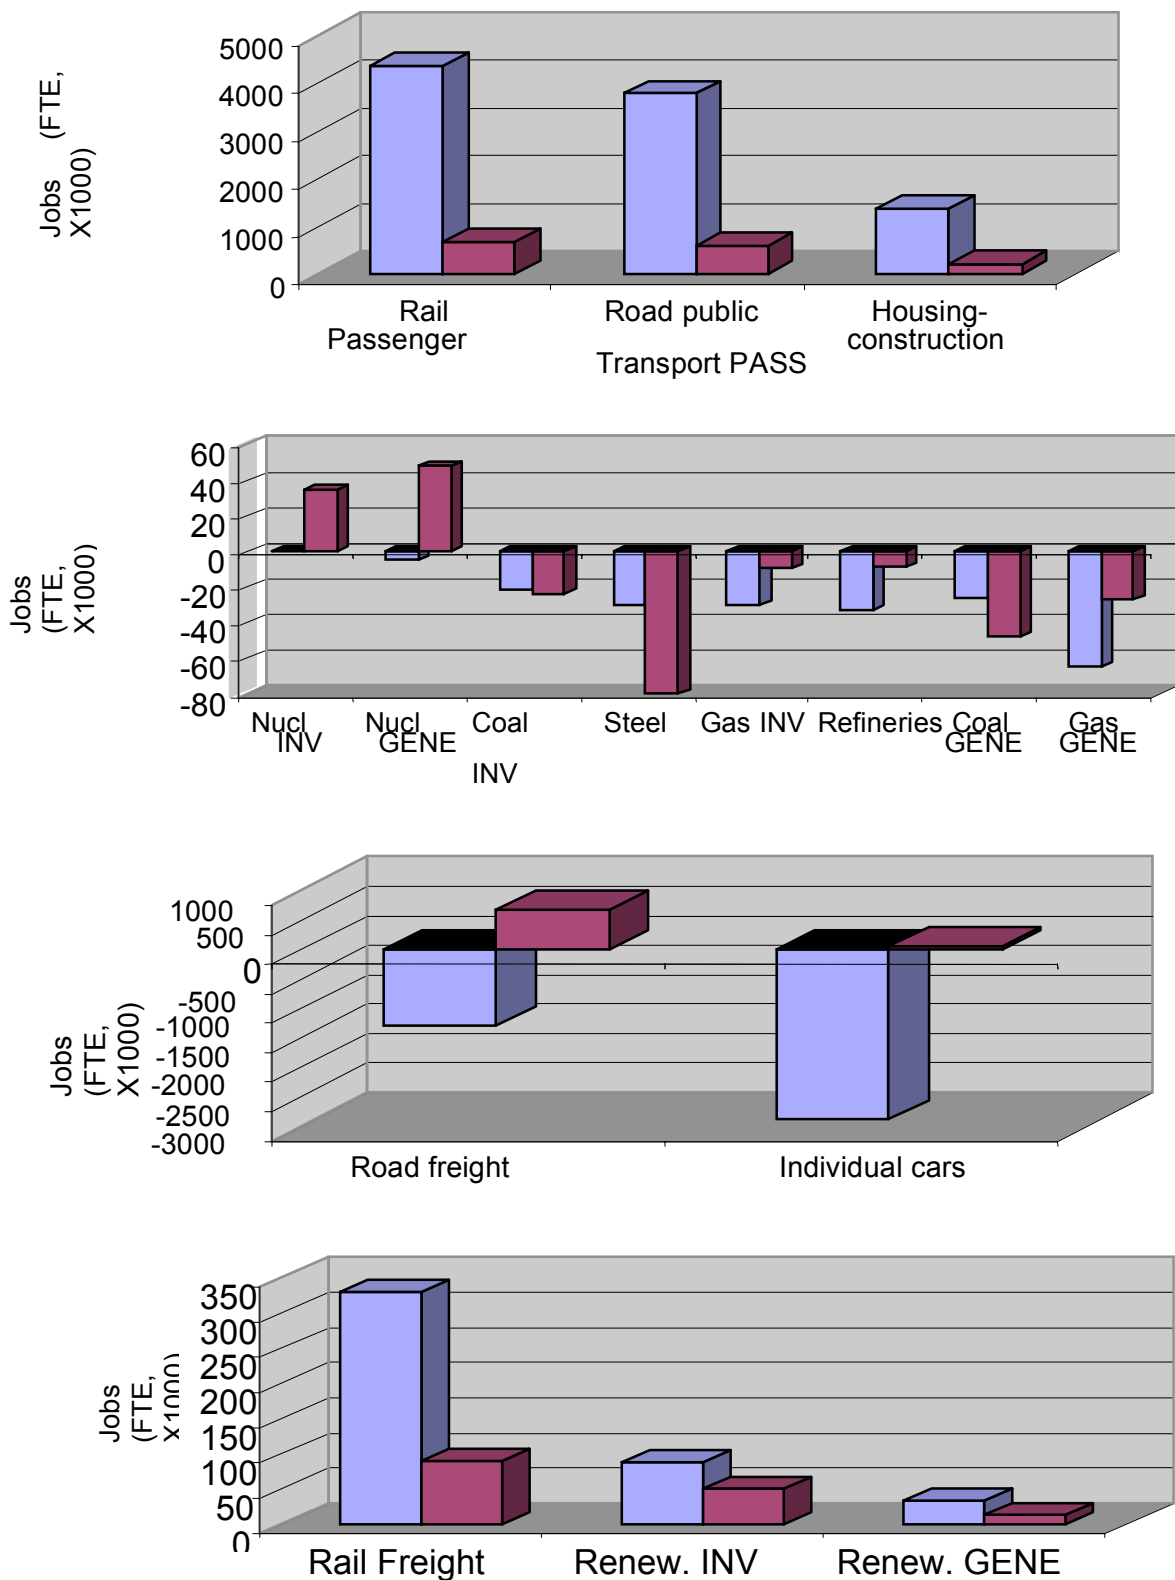 Jobs (FTE,
X1000)
5000
4000
3000
2000
1000
0
Rail
Passenger
Road public
Transport PASS
Housing-
construction
Jobs
(FTE,
X1000)
60
40
20
0
-20
-40
-60
-80
Nucl
INV
Nucl
GENE
Coal
INV
Steel
Gas INV
Refineries
Coal
GENE
Gas
GENE
Jobs
(FTE,
X1000)
1000
500
0
-500
-1000
-1500
-2000
-2500
-3000
Road freight
Individual cars
Jobs
(FTE,
X1000)
350
300
250
200
150
100
50
0
Rail Freight
Renew. INV
Renew. GENE